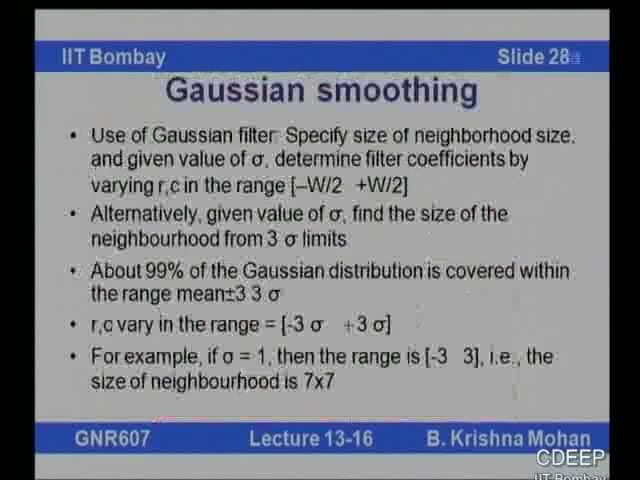 IIT Bombay Slide 28
Gaussian smoothing
• Use of Gaussian filter: Specify size of neighborhood size,
and given value of σ, determine filter coefficients by
varying r,c in the range [–W/2 +W/2]
• Alternatively, given value of σ, find the size of the
neighbourhood from 3 σ limits
• About 99% of the Gaussian distribution is covered within
the range mean±3 3 σ
• r,c vary in the range = [-3 σ +3 σ]
• For example, if σ = 1, then the range is [-3 3], i.e., the
size of neighbourhood is 7x7
GNR607 Lecture 13-16 B. Krishna Mohan
CDEEP
IIT Bombay